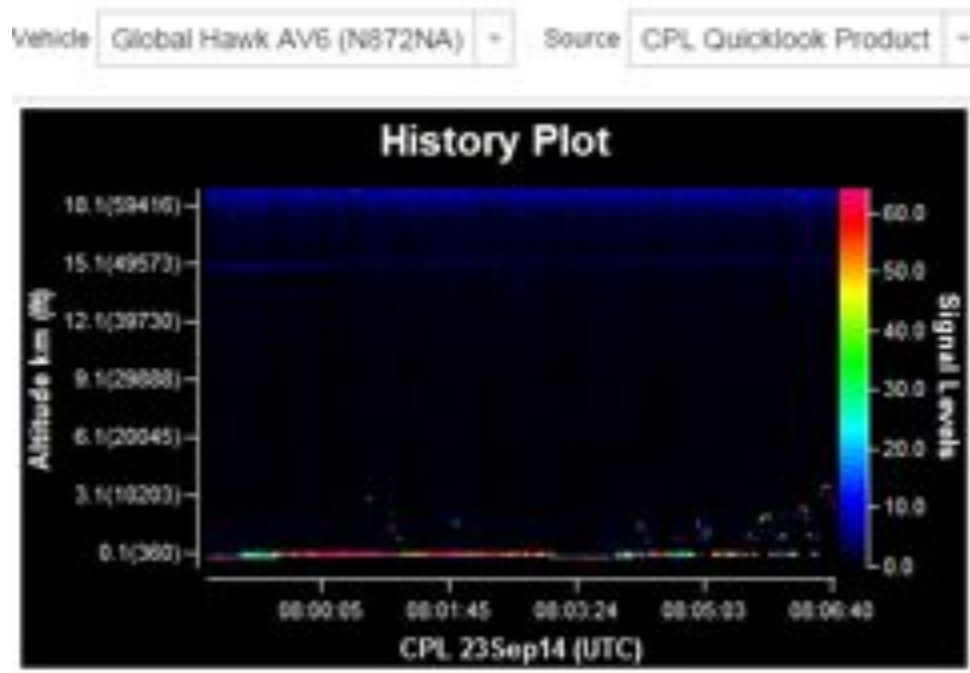 Vehicle Global Hawk AV6 (N872NA) Source CPL Quicklook Product
History Plot
18.1(59416)
15.1(49573)
12.1(39730)
9.1(29888)
6.1(20045)
3.1(10203)
0.1(360)
Altitude km (ft)
60.0
50.0
40.0
30.0
20.0
10.0
0.0
Signal Levels
08:00:05 08:01:45 08:03:24 08:05:03 08:06:40
CPL 23Sep14 (UTC)